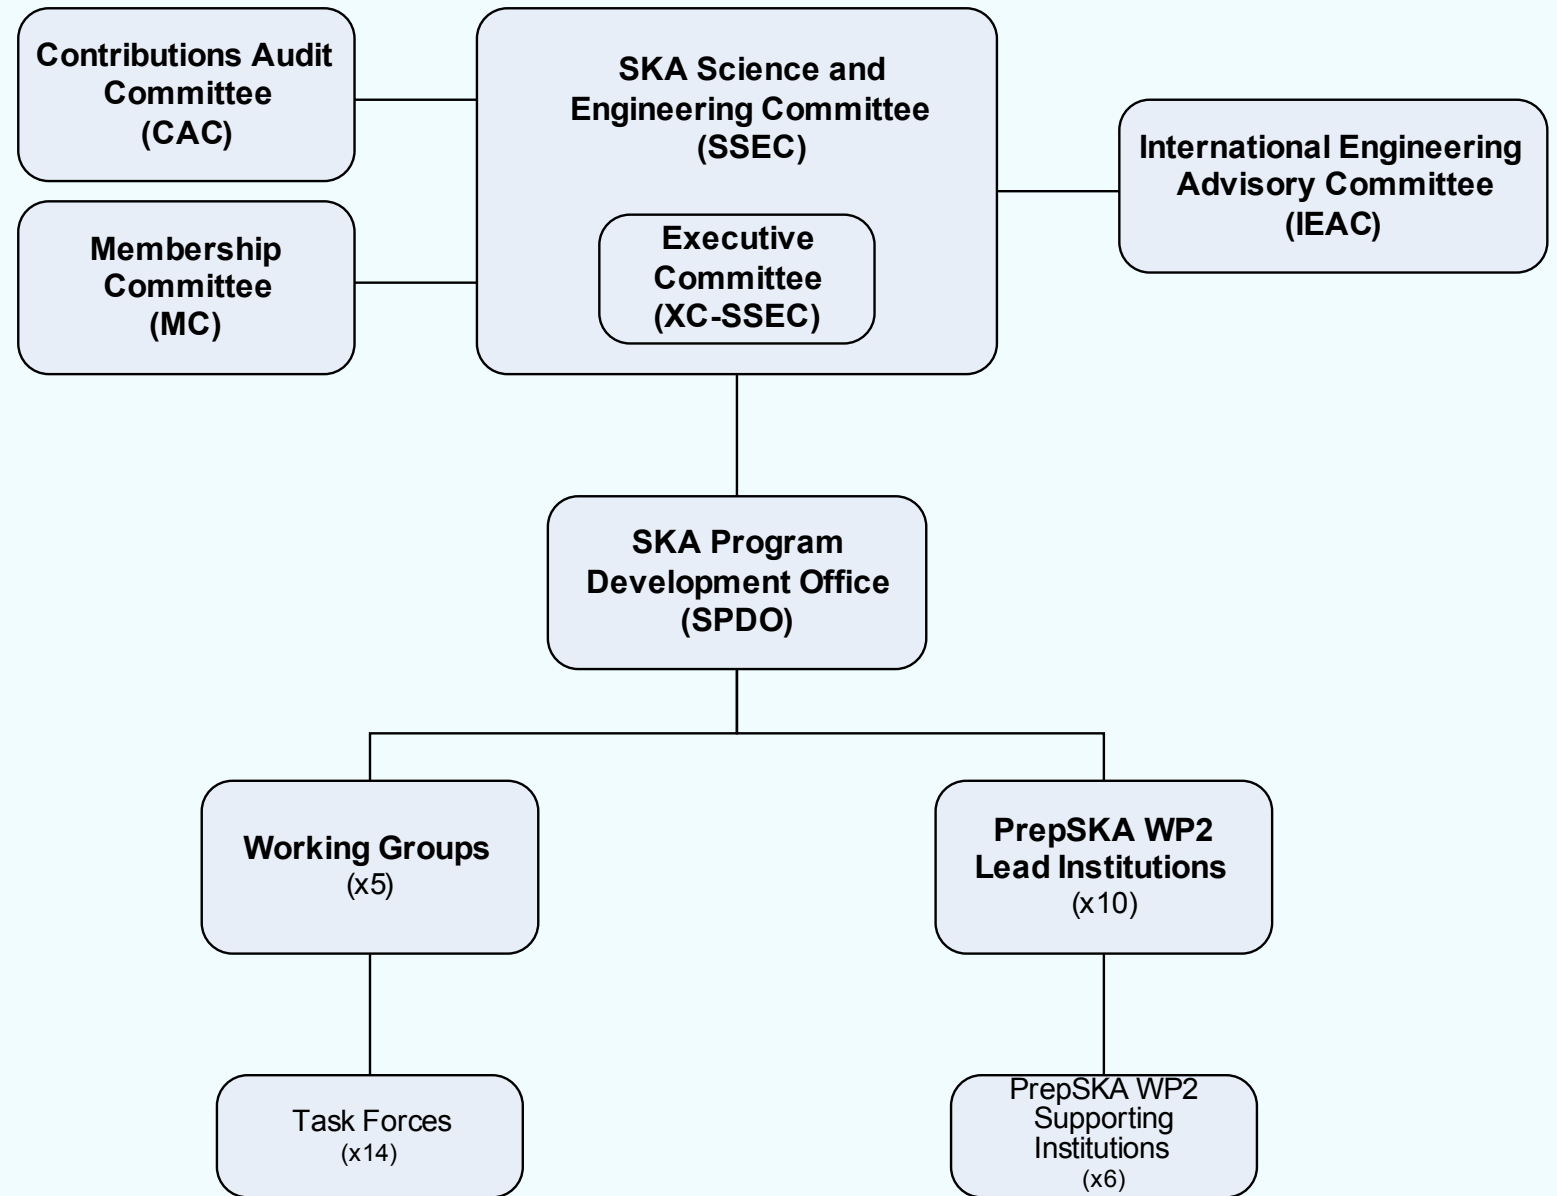 Contributions Audit
Committee
(CAC)
SKA Science and
Engineering Committee
(SSEC)
International Engineering
Advisory Committee
(IEAC)
Membership
Committee
(MC)
Executive
Committee
(XC-SSEC)
SKA Program
Development Office
(SPDO)
Working Groups
(x5)
PrepSKA WP2
Lead Institutions
(x10)
Task Forces
(x14)
PrepSKA WP2
Supporting
Institutions
(x6)